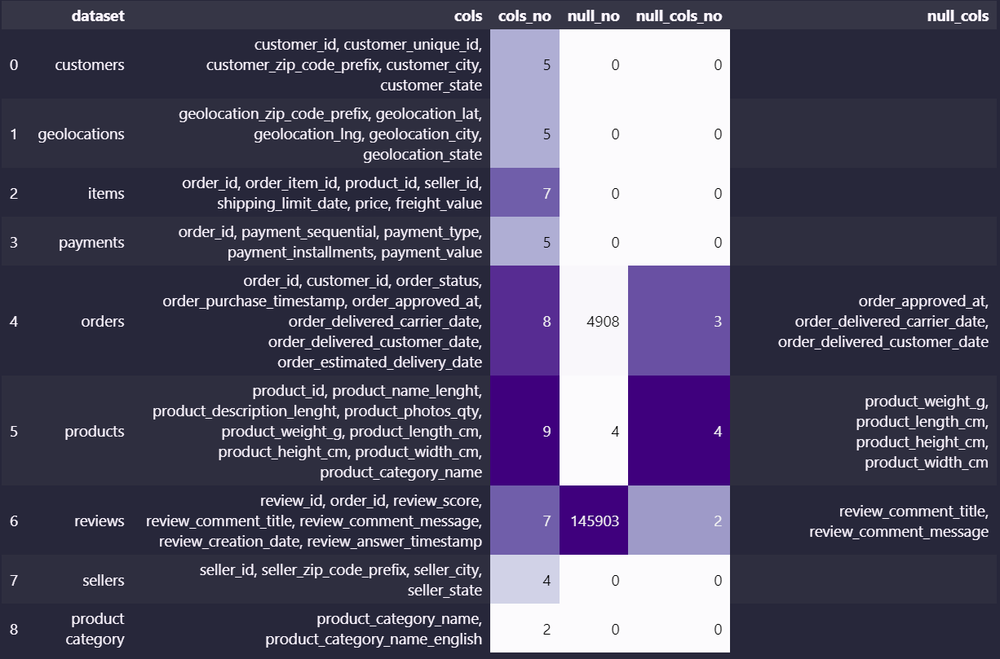 dataset cols cols_no null_no null_cols_no null_cols
customer_id, customer_unique_id,
0 customers customer_zip_code_prefix, customer_city, 5 0 0
customer_state
geolocation_zip_code_prefix, geolocation_lat,
1 geolocations geolocation_lng, geolocation_city, 5 0 0
geolocation_state
2 items order_id, order_item_id, product_id, seller_id, 7 0 0
shipping_limit_date, price, freight_value
3 payments order_id, payment_sequential, payment_type, 5 0 0
payment_installments, payment_value
order_id, customer_id, order_status,
order_purchase_timestamp, order_approved_at, order_approved_at,
4 orders order_delivered_carrier_date, 8 4908 3 order_delivered_carrier_date,
order_delivered_customer_date, order_delivered_customer_date
order_estimated_delivery_date
product_id, product_name_lenght,
product_description_lenght, product_photos_qty, product_weight_g,
5 products product_weight_g, product_length_cm, 9 4 4 product_length_cm,
product_height_cm, product_width_cm, product_height_cm,
product_category_name product_width_cm
review_id, order_id, review_score,
6 reviews review_comment_title, review_comment_message, 7 145903 2 review_comment_title,
review_creation_date, review_answer_timestamp review_comment_message
7 sellers seller_id, seller_zip_code_prefix, seller_city, 4 0 0
seller_state
8 product product_category_name, 2 0 0
category product_category_name_english